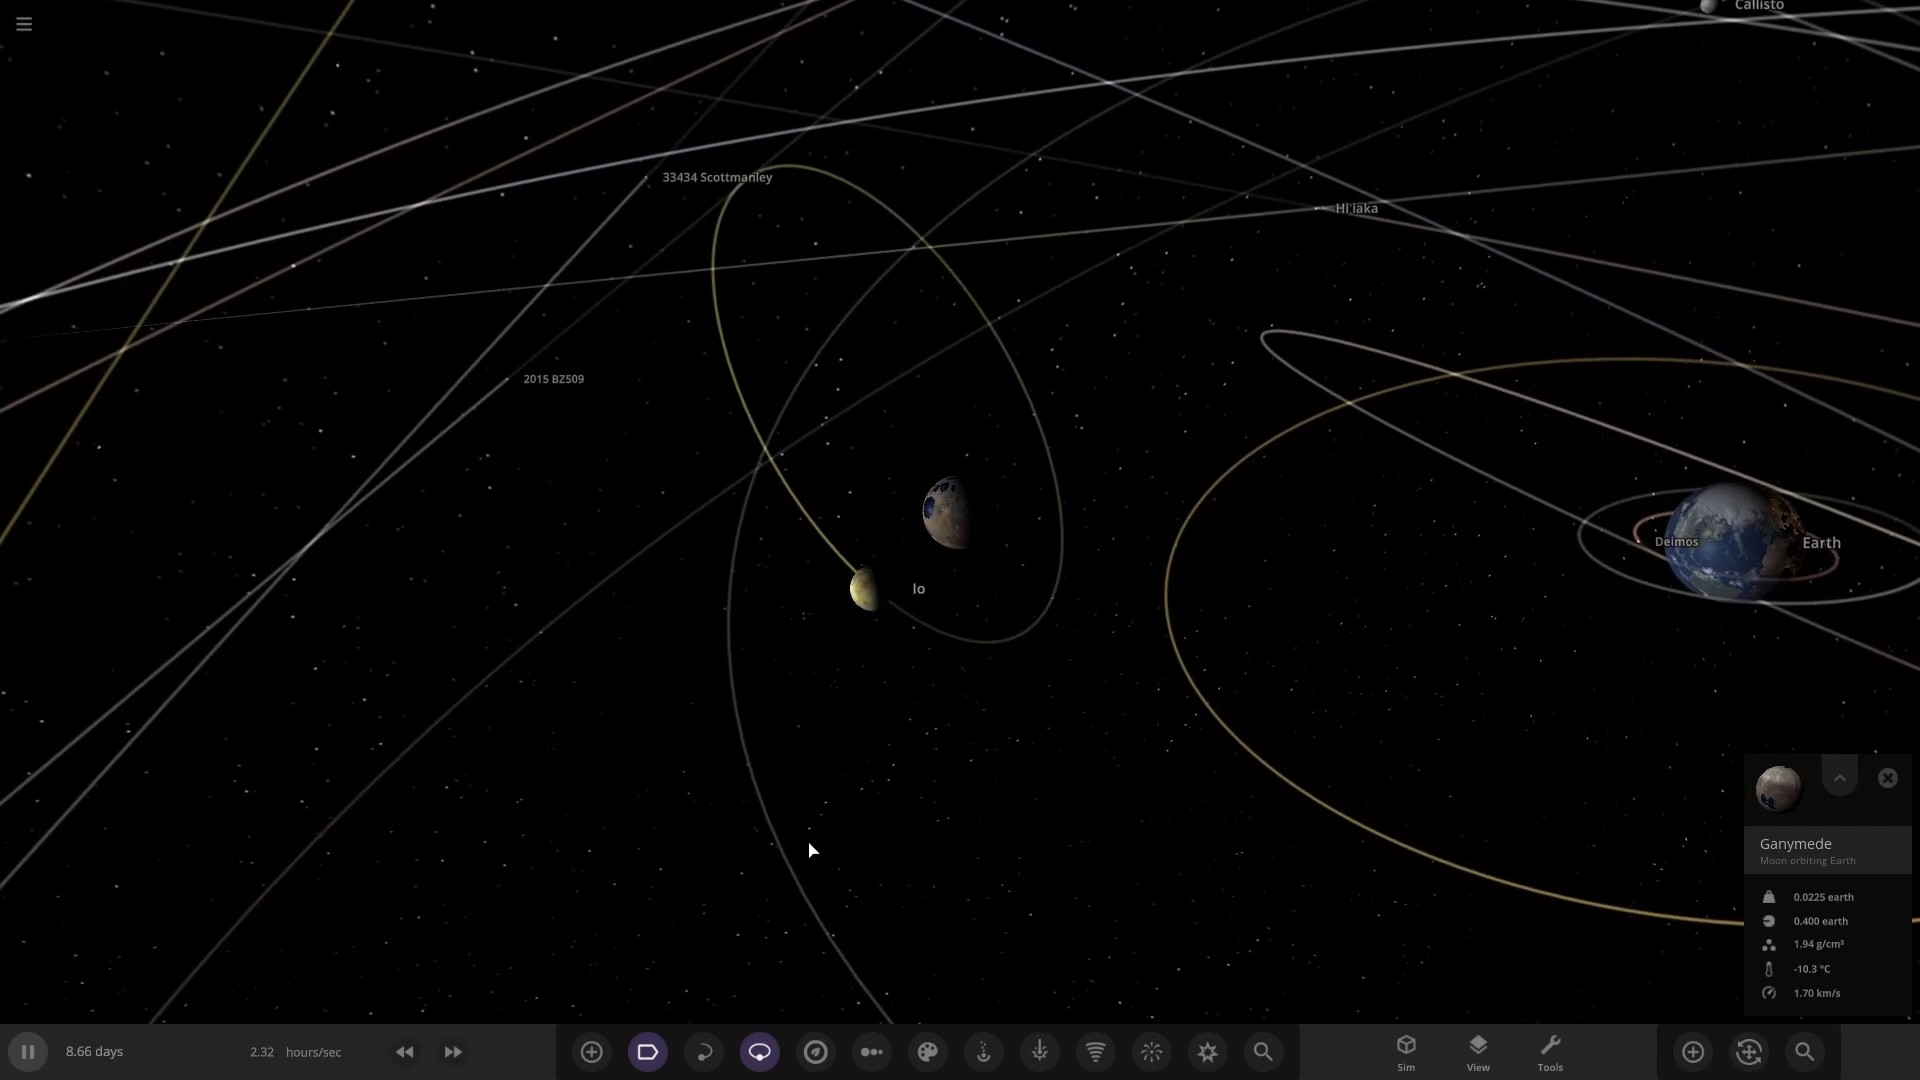 Callisto
33434 Scottmanley
Hi'iaka
2015 BZ509
Deimos
Earth
Io
Ganymede
Moon orbiting Earth
0.0225 earth
0.400 earth
1.94 g/cm³
-10.3 °C
1.70 km/s
8.66 days
2.32 hours/sec
Sim
View
Tools